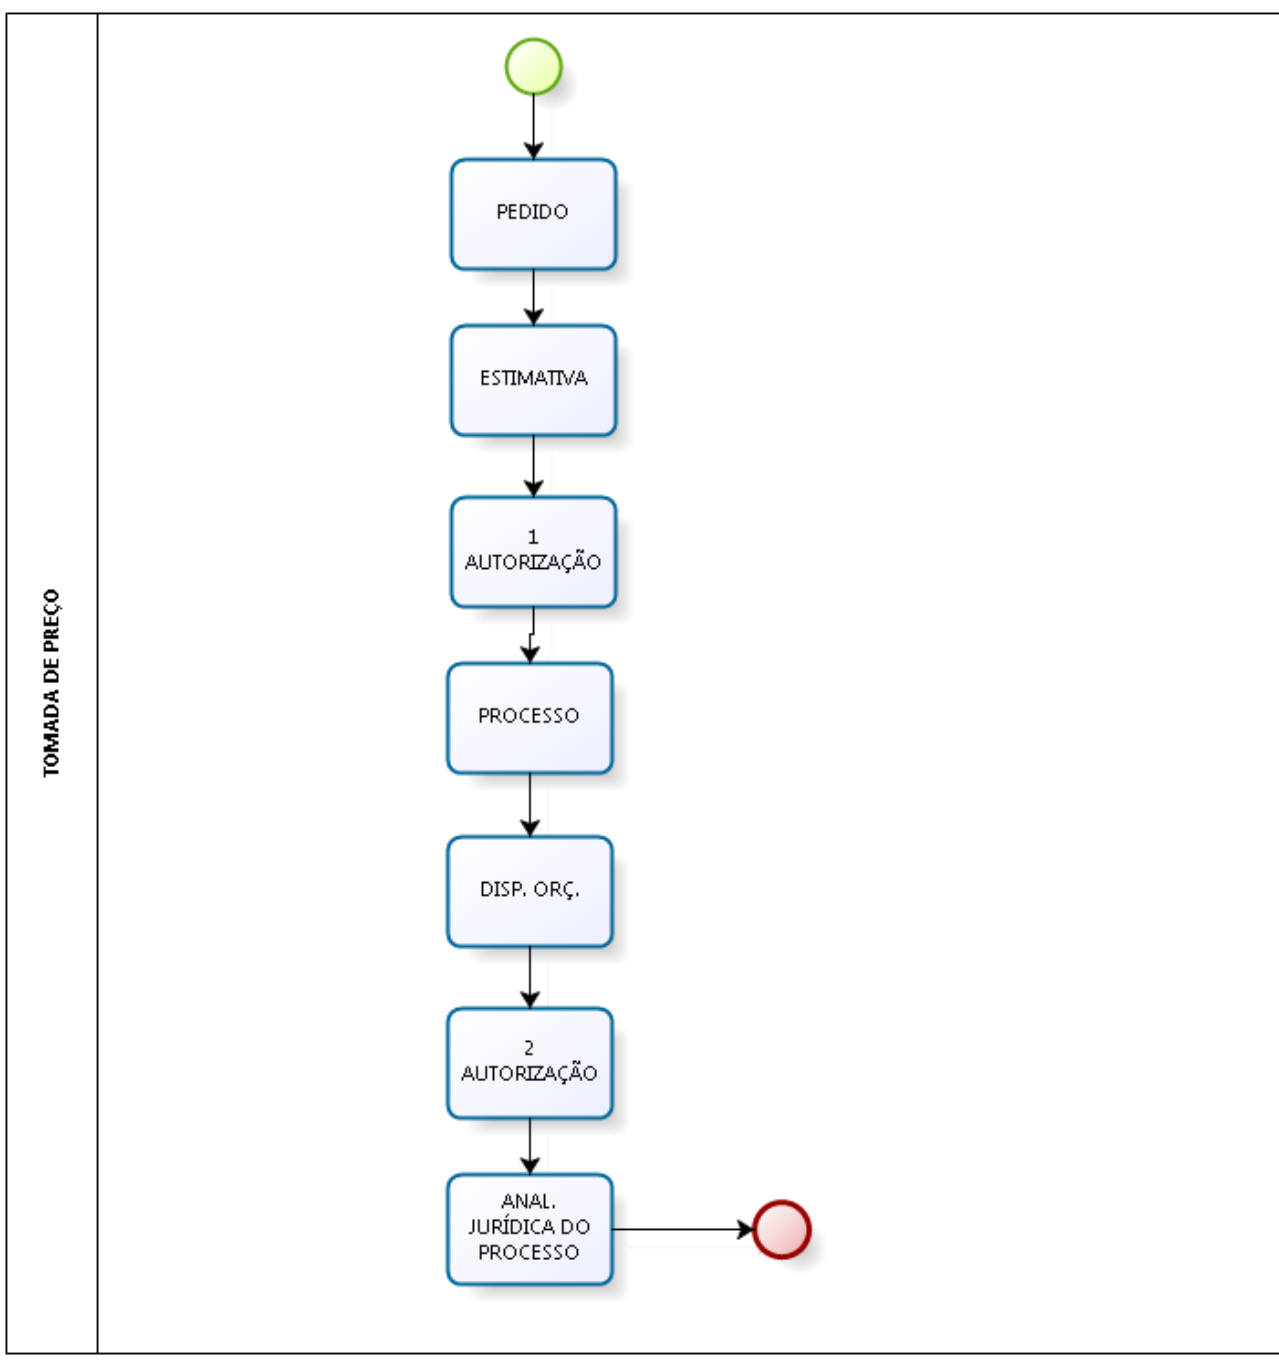 TOMADA DE PREÇO
PEDIDO
ESTIMATIVA
1
AUTORIZAÇÃO
PROCESSO
DISP. ORÇ.
2
AUTORIZAÇÃO
ANAL.
JURÍDICA DO
PROCESSO